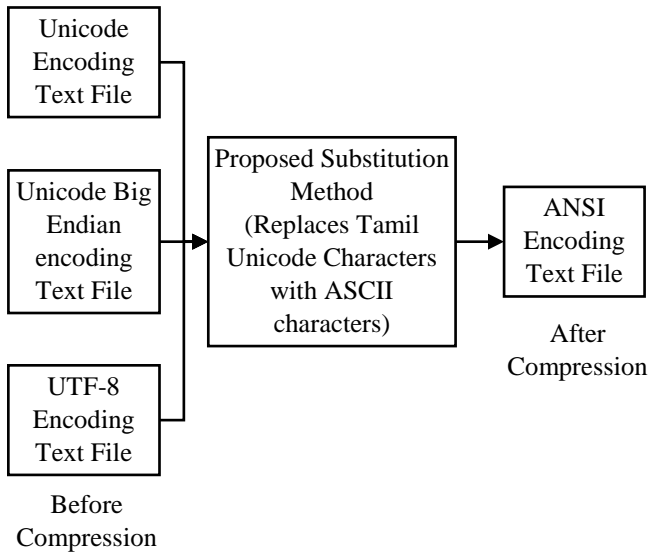 Unicode
Encoding
Text File
Unicode Big
Endian
encoding
Text File
UTF-8
Encoding
Text File
Before
Compression
Proposed Substitution
Method
(Replaces Tamil
Unicode Characters
with ASCII
characters)
ANSI
Encoding
Text File
After
Compression